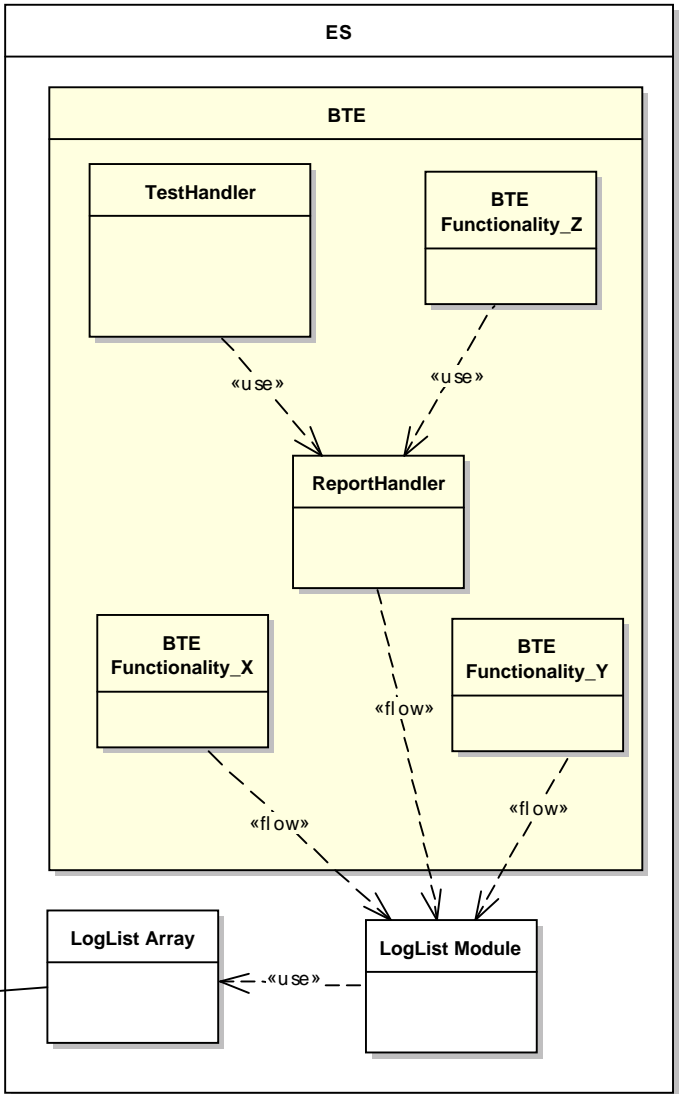 ES
BTE
TestHandler
BTE
Functionality_Z
«use»
«use»
ReportHandler
BTE
Functionality_X
BTE
Functionality_Y
«flow»
«flow»
«flow»
LogList Array
LogList Module
«use»